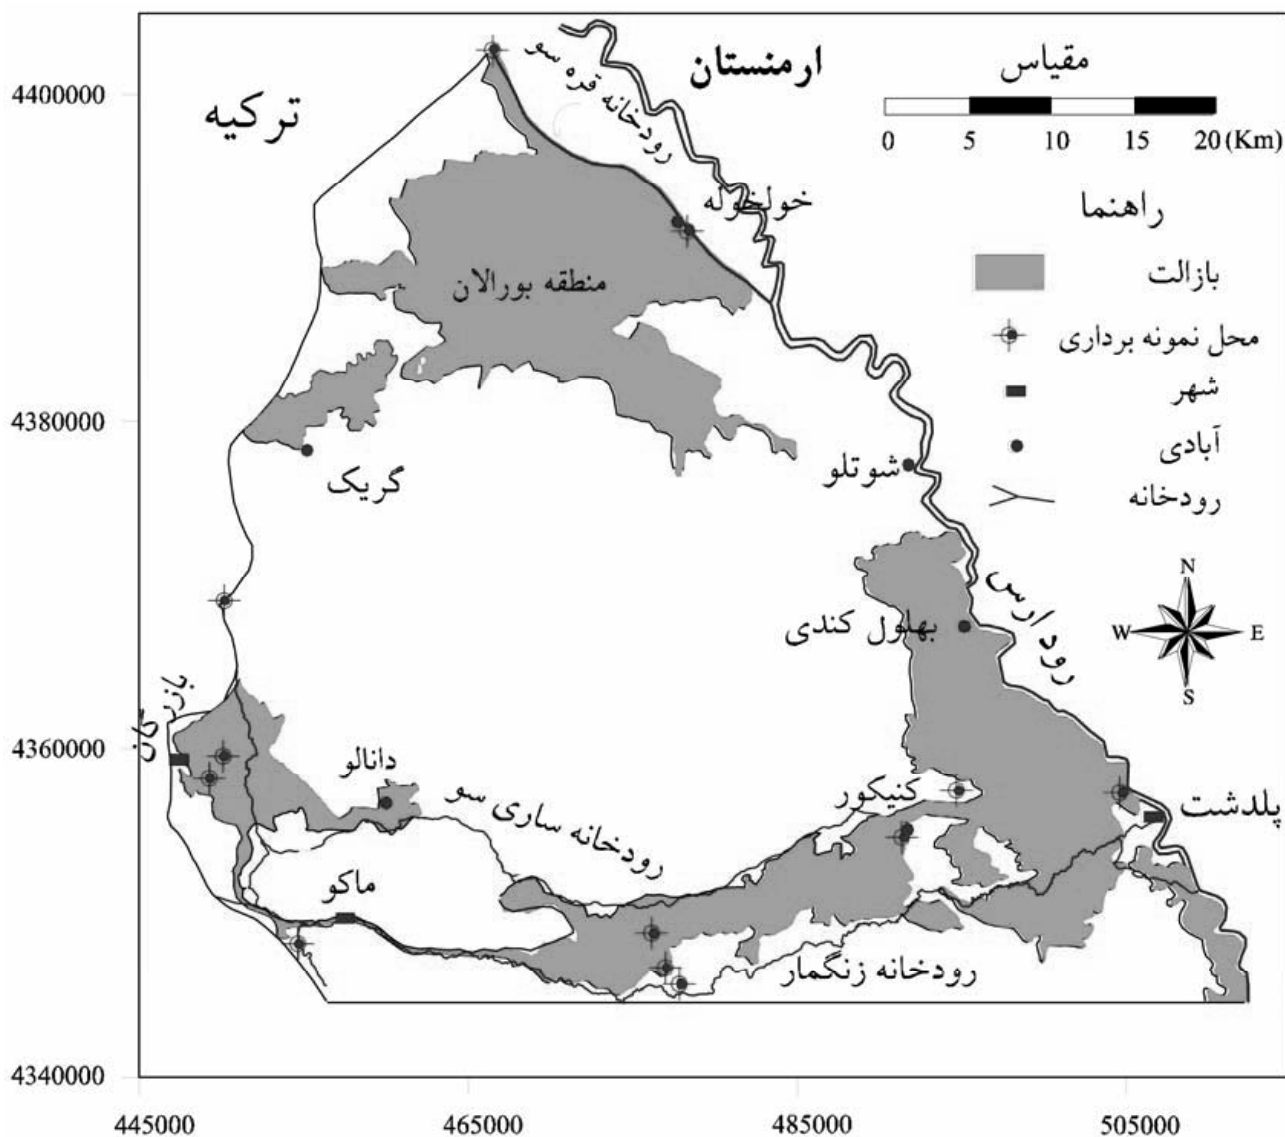 ارمنستان
ترکیه
رودخانه قره سو
مقیاس
0 5 10 15 20 (Km)
راهنما
بازالت
محل نمونه برداری
شهر
آبادی
رودخانه
N
W E
S
خولخوله
منطقه بورالان
گریک
شوتلو
رود ارس
بهلول کندی
بازرگان
دانالو
رودخانه ساری سو
کنیکور
پلدشت
ماکو
رودخانه زنگمار
4400000
4380000
4360000
4340000
445000 465000 485000 505000